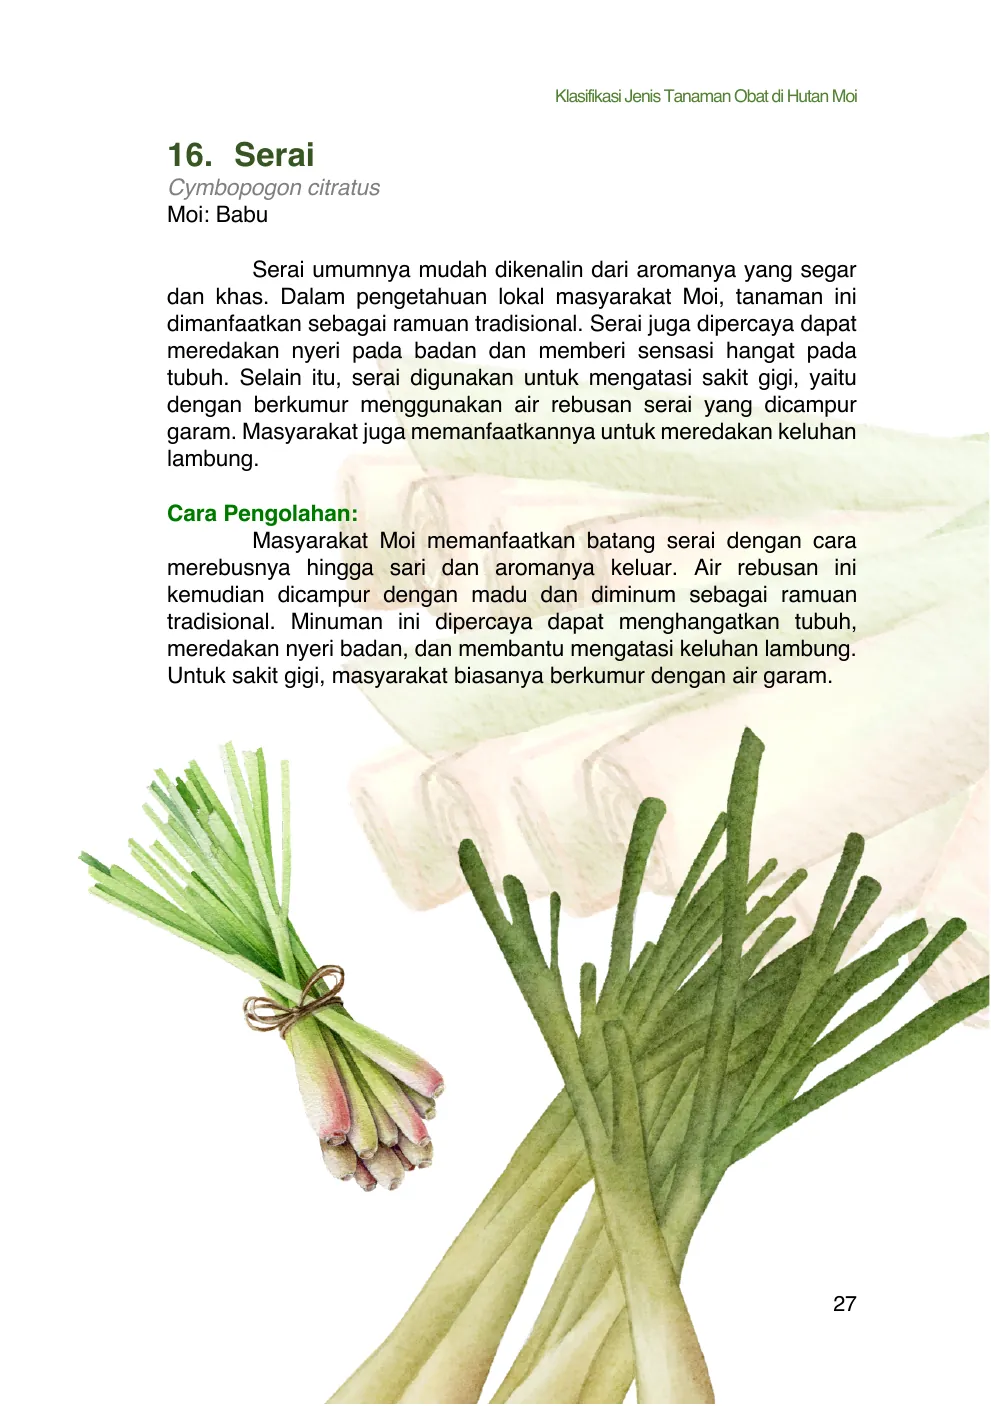 Klasifikasi Jenis Tanaman Obat di Hutan Moi
16. Serai
Cymbopogon citratus
Moi: Babu
Serai umumnya mudah dikenalin dari aromanya yang segar
dan khas. Dalam pengetahuan lokal masyarakat Moi, tanaman ini
dimanfaatkan sebagai ramuan tradisional. Serai juga dipercaya dapat
meredakan nyeri pada badan dan memberi sensasi hangat pada
tubuh. Selain itu, serai digunakan untuk mengatasi sakit gigi, yaitu
dengan berkumur menggunakan air rebusan serai yang dicampur
garam. Masyarakat juga memanfaatkannya untuk meredakan keluhan
lambung.
Cara Pengolahan:
Masyarakat Moi memanfaatkan batang serai dengan cara
merebusnya hingga sari dan aromanya keluar. Air rebusan ini
kemudian dicampur dengan madu dan diminum sebagai ramuan
tradisional. Minuman ini dipercaya dapat menghangatkan tubuh,
meredakan nyeri badan, dan membantu mengatasi keluhan lambung.
Untuk sakit gigi, masyarakat biasanya berkumur dengan air garam.
27